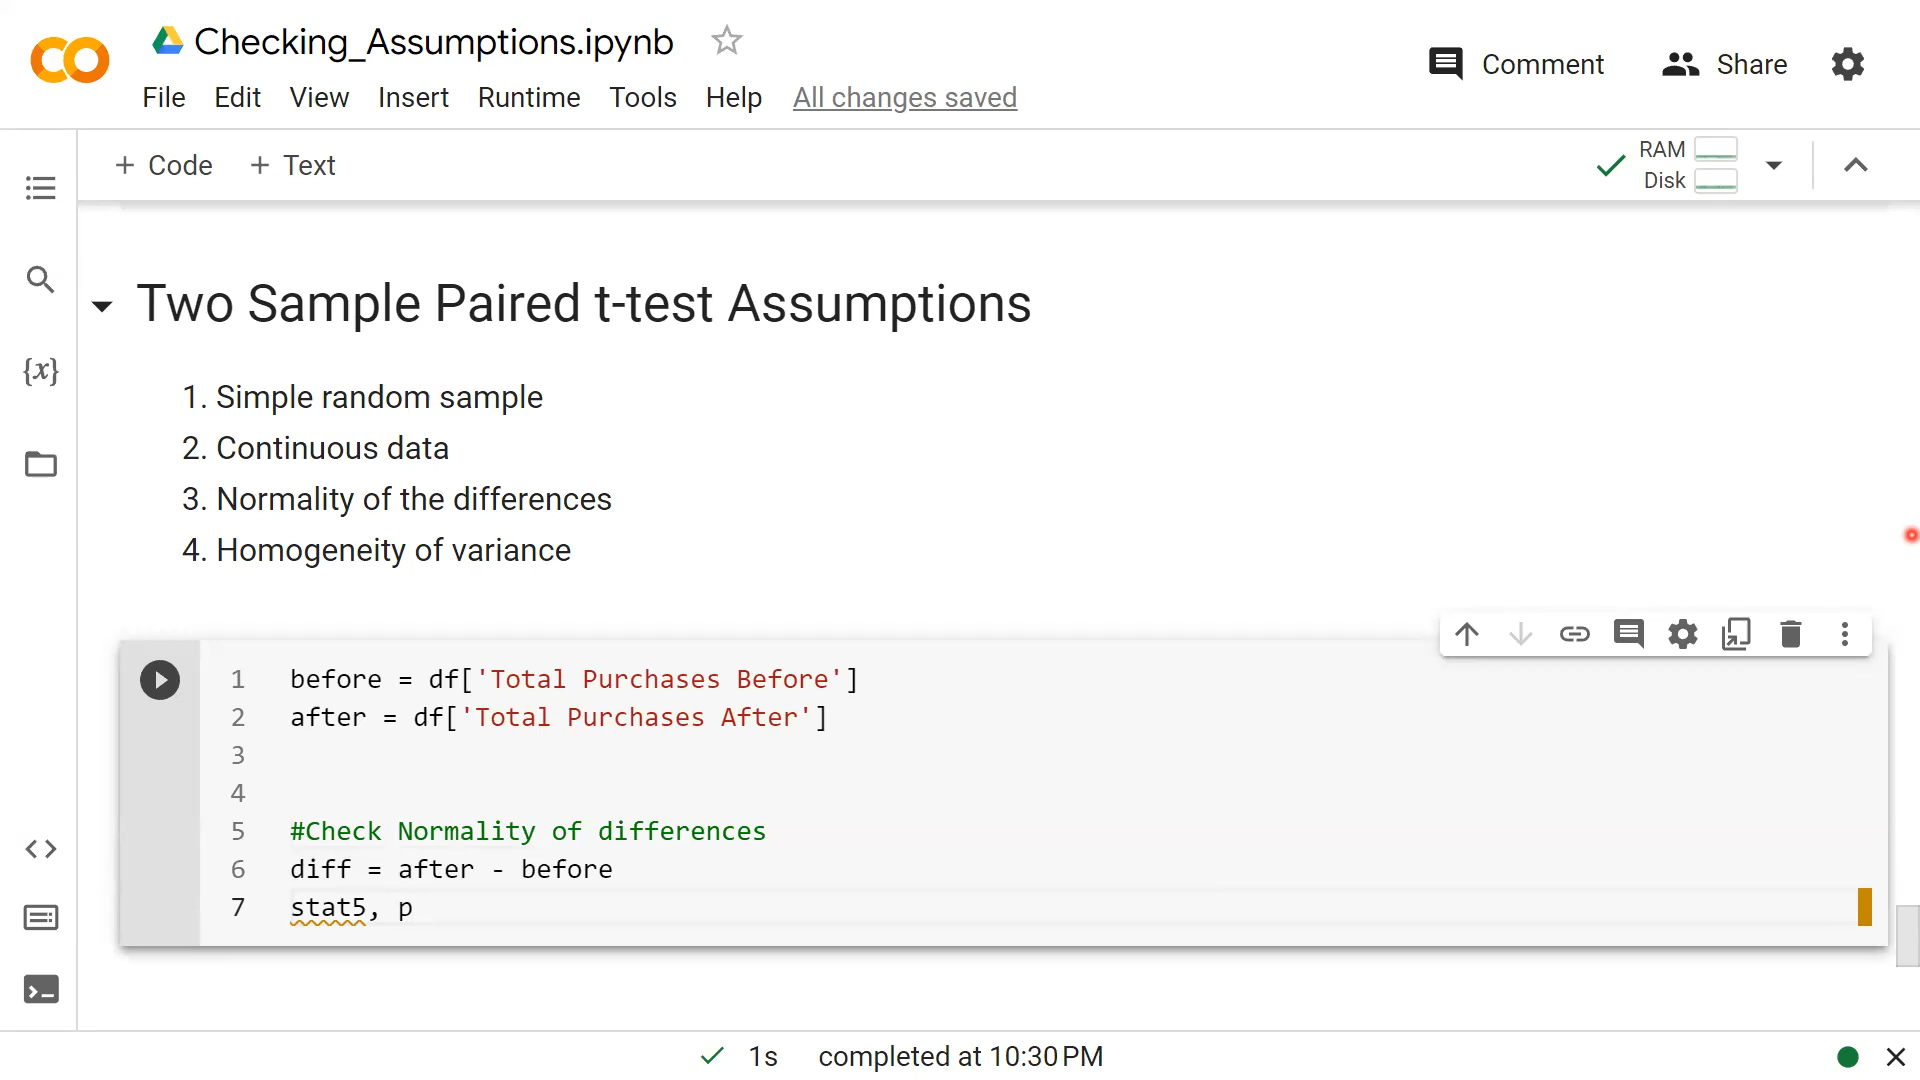 Checking_Assumptions.ipynb
File Edit View Insert Runtime Tools Help All changes saved
Comment Share
+ Code + Text
RAM
Disk
{x}
Two Sample Paired t-test Assumptions
1. Simple random sample
2. Continuous data
3. Normality of the differences
4. Homogeneity of variance
1 before = df['Total Purchases Before']
2 after = df['Total Purchases After']
3
4
5 #Check Normality of differences
6 diff = after - before
7 stat5, p
1s completed at 10:30 PM